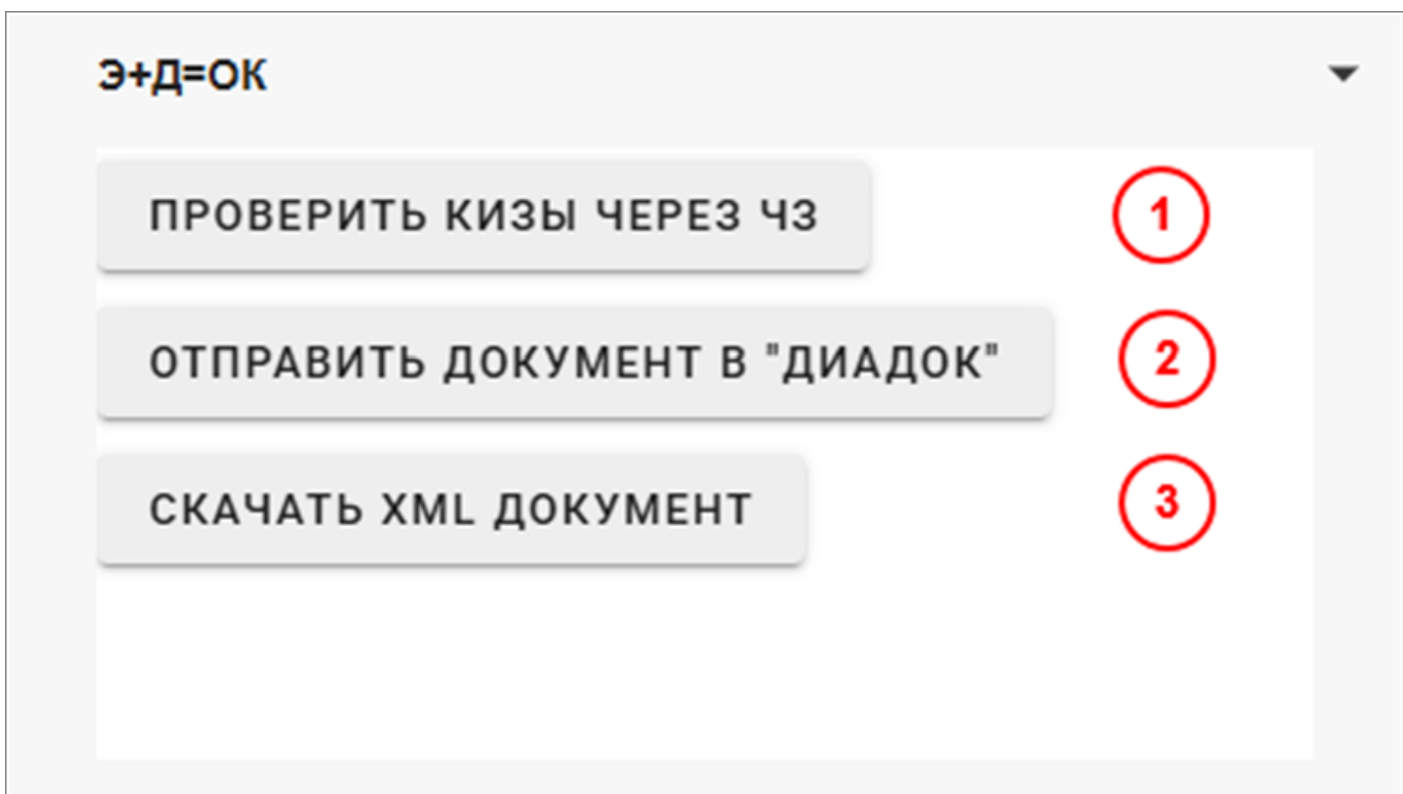 Э+Д=ОК
ПРОВЕРИТЬ КИЗЫ ЧЕРЕЗ ЧЗ
1
ОТПРАВИТЬ ДОКУМЕНТ В "ДИАДОК"
2
СКАЧАТЬ XML ДОКУМЕНТ
3